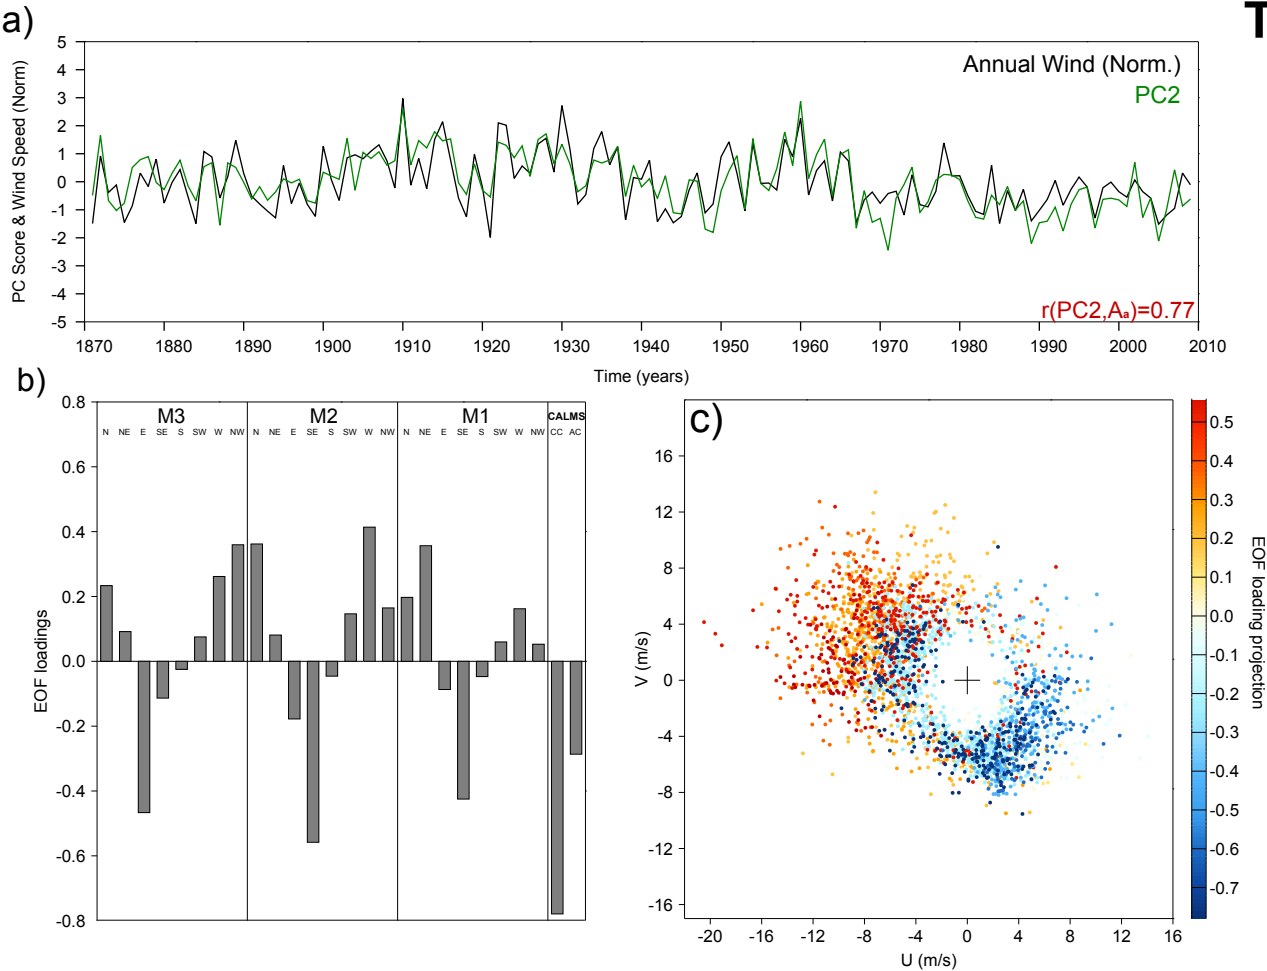 a)
T
5
4
3
2
1
0
-1
-2
-3
-4
-5
PC Score & Wind Speed (Norm)
Annual Wind (Norm.)
PC2
r(PC2,Aa)=0.77
1870 1880 1890 1900 1910 1920 1930 1940 1950 1960 1970 1980 1990 2000 2010
Time (years)
b)
0.8
0.6
0.4
0.2
0.0
-0.2
-0.4
-0.6
-0.8
EOF loadings
M3 M2 M1 CALMS
N NE E SE S SW W NW N NE E SE S SW W NW N NE E SE S SW W NW CC AC
c)
16
12
8
4
0
-4
-8
-12
-16
V (m/s)
-20 -16 -12 -8 -4 0 4 8 12 16
U (m/s)
0.5
0.4
0.3
0.2
0.1
0.0
-0.1
-0.2
-0.3
-0.4
-0.5
-0.6
-0.7
EOF loading projection